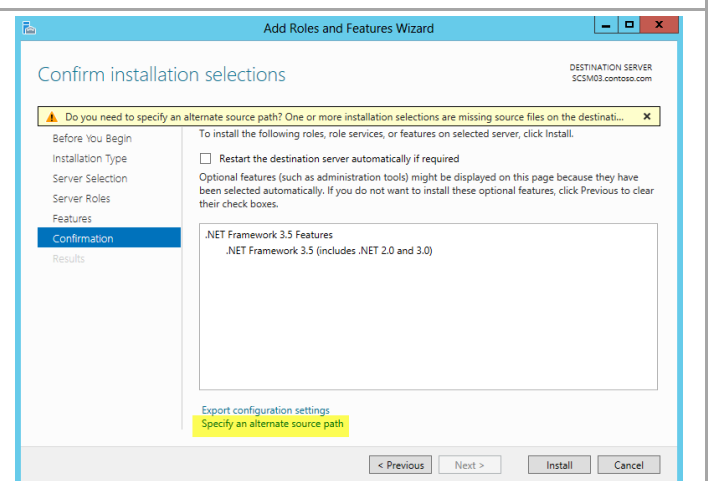 Add Roles and Features Wizard
Confirm installation selections
DESTINATION SERVER
SCSM03.contoso.com
Do you need to specify an alternate source path? One or more installation selections are missing source files on the destinati...
Before You Begin
Installation Type
Server Selection
Server Roles
Features
Confirmation
Results
To install the following roles, role services, or features on selected server, click Install.
Restart the destination server automatically if required
Optional features (such as administration tools) might be displayed on this page because they have
been selected automatically. If you do not want to install these optional features, click Previous to clear
their check boxes.
.NET Framework 3.5 Features
.NET Framework 3.5 (includes .NET 2.0 and 3.0)
Export configuration settings
Specify an alternate source path
< Previous
Next >
Install
Cancel